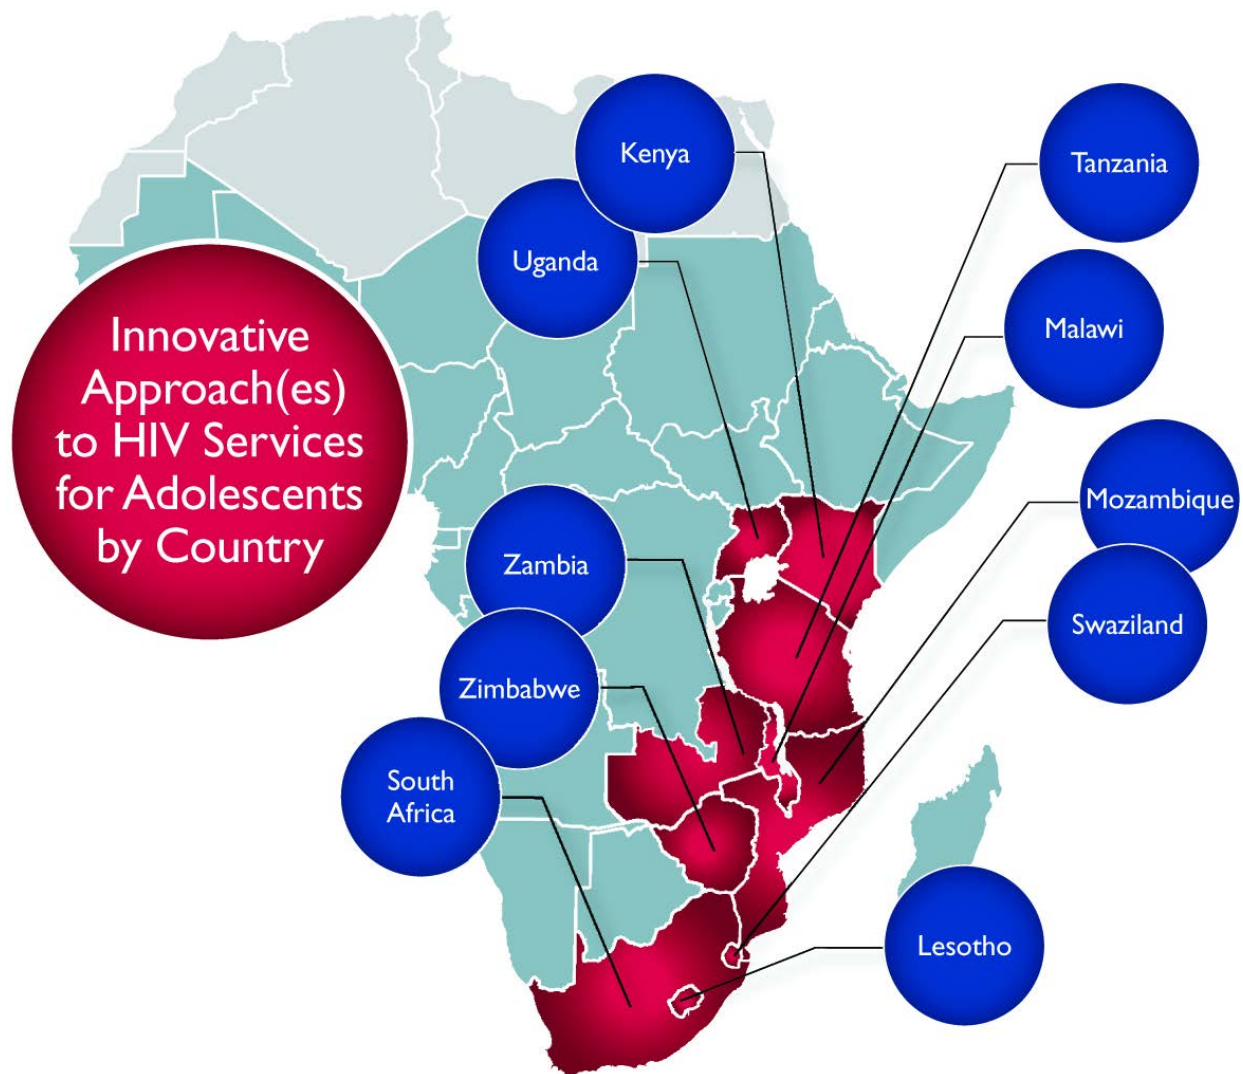 Innovative
Approach(es)
to HIV Services
for Adolescents
by Country
Kenya
Uganda
Tanzania
Malawi
Mozambique
Swaziland
Zambia
Zimbabwe
South
Africa
Lesotho